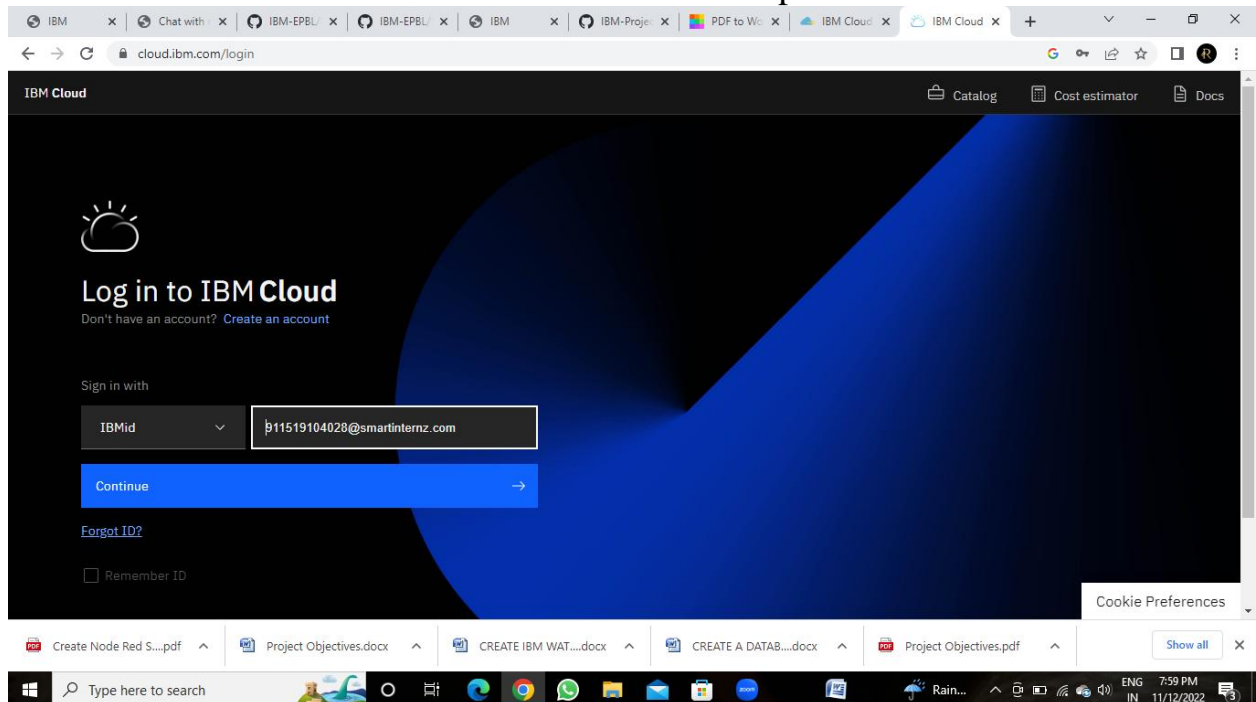 IBM
Chat with
IBM-EPBL/
IBM-EPBL/
IBM
IBM-Projec
PDF to Wo
IBM Cloud
IBM Cloud
cloud.ibm.com/login
IBM Cloud
Catalog
Cost estimator
Docs
Log in to IBM Cloud
Don't have an account? Create an account
Sign in with
IBMid
911519104028@smartinternz.com
Continue
Forgot ID?
Remember ID
Cookie Preferences
Create Node Red S....pdf
Project Objectives.docx
CREATE IBM WAT....docx
CREATE A DATAB....docx
Project Objectives.pdf
Show all
Type here to search
zoom
Rain...
ENG
IN
7:59 PM
11/12/2022
3